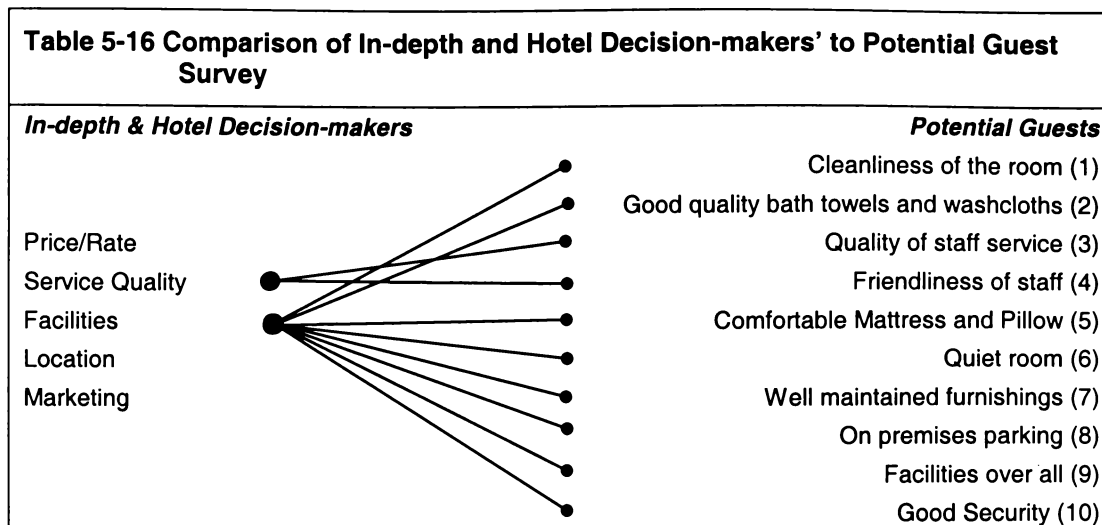 Table 5-16 Comparison of In-depth and Hotel Decision-makers’ to Potential Guest
Survey
In-depth & Hotel Decision-makers
Potential Guests
Cleanliness of the room (1)
Good quality bath towels and washcloths (2)
Price/Rate
Quality of staff service (3)
Service Quality
Friendliness of staff (4)
Facilities
Comfortable Mattress and Pillow (5)
Location
Quiet room (6)
Marketing
Well maintained furnishings (7)
On premises parking (8)
Facilities over all (9)
Good Security (10)